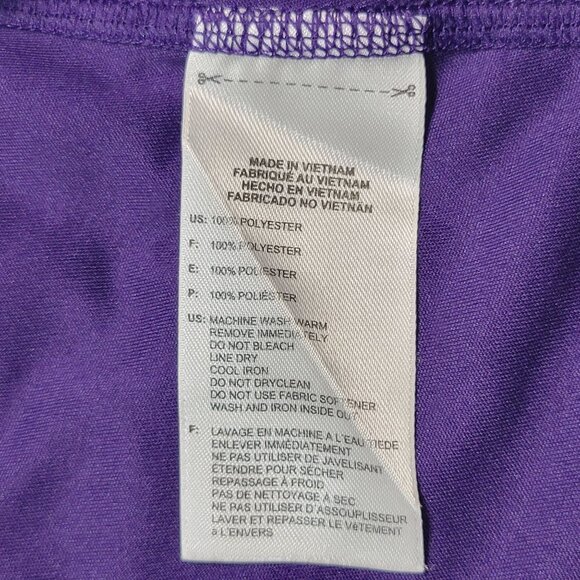 MADE IN VIETNAM
FABRIQUÉ AU VIETNAM
HECHO EN VIETNAM
FABRICADO NO VIETNÃN
US: 100% POLYESTER
F: 100% POLYESTER
E: 100% POLIÉSTER
P: 100% POLIÉSTER
US: MACHINE WASH WARM
REMOVE IMMEDIATELY
DO NOT BLEACH
LINE DRY
COOL IRON
DO NOT DRYCLEAN
DO NOT USE FABRIC SOFTENER
WASH AND IRON INSIDE OUT
F: LAVAGE EN MACHINE A L'EAU TIEDE
ENLEVER IMMÉDIATEMENT
NE PAS UTILISER DE JAVELISANT
ÉTENDRE POUR SÉCHER
REPASSAGE À FROID
PAS DE NETTOYAGE À SEC
NE PAS UTILISER D'ASSOUPLISSEUR
LAVER ET REPASSER LE VÊTEMENT
À L'ENVERS